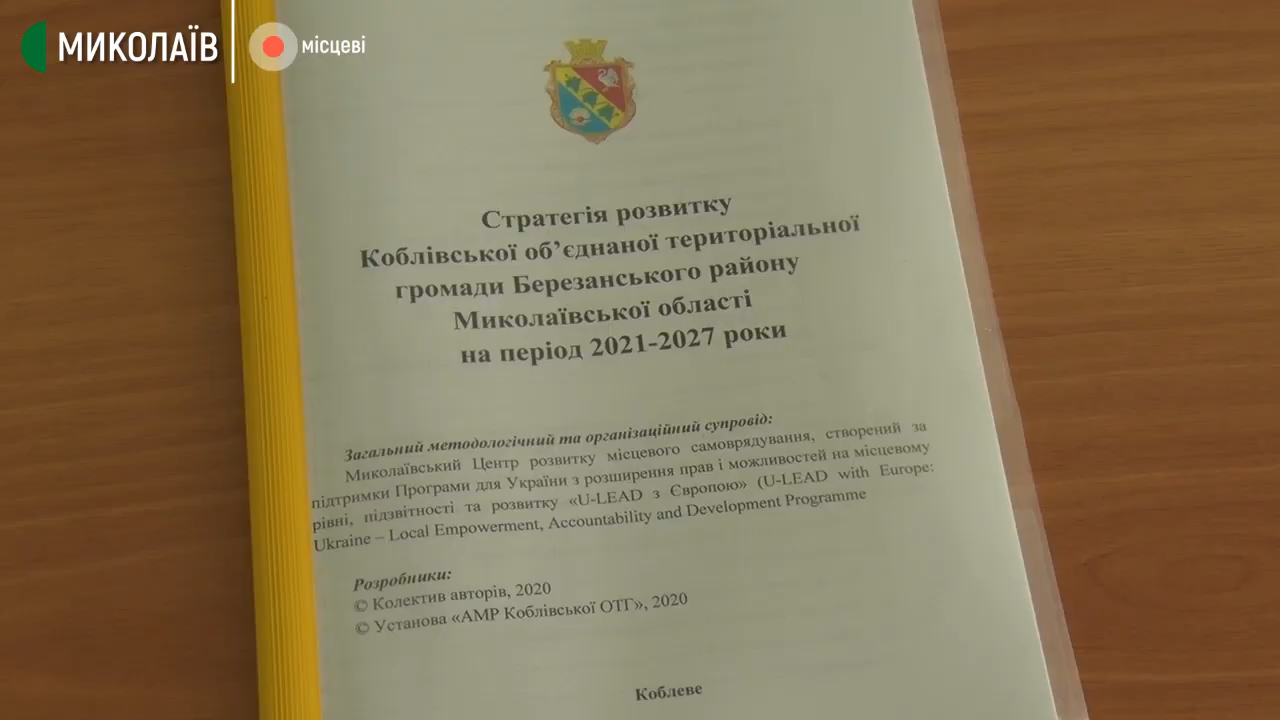 МИКОЛАЇВ
місцеві
Стратегія розвитку
Коблівської об’єднаної територіальної
громади Березанського району
Миколаївської області
на період 2021-2027 роки
Загальний методологічний та організаційний супровід:
Миколаївський Центр розвитку місцевого самоврядування, створений за
підтримки Програми для України з розширення прав і можливостей на місцевому
рівні, підзвітності та розвитку «U-LEAD з Європою» (U-LEAD with Europe:
Ukraine – Local Empowerment, Accountability and Development Programme
Розробники:
© Колектив авторів, 2020
© Установа «АМР Коблівської ОТГ», 2020
Коблеве